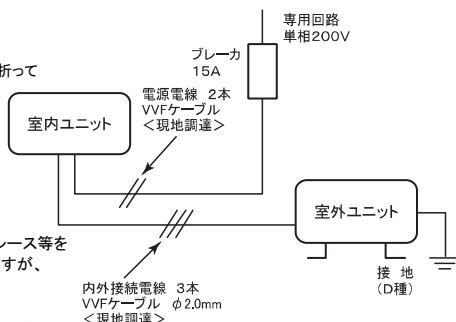 専用回路
単相200V
ブレーカ
15A
折って
電源電線 2本
VVFケーブル
<現地調達>
室内ユニット
室外ユニット
レース等を
すが、
接 地
(D種)
内外接続電線 3本
VVFケーブル φ2.0mm
<現地調達>